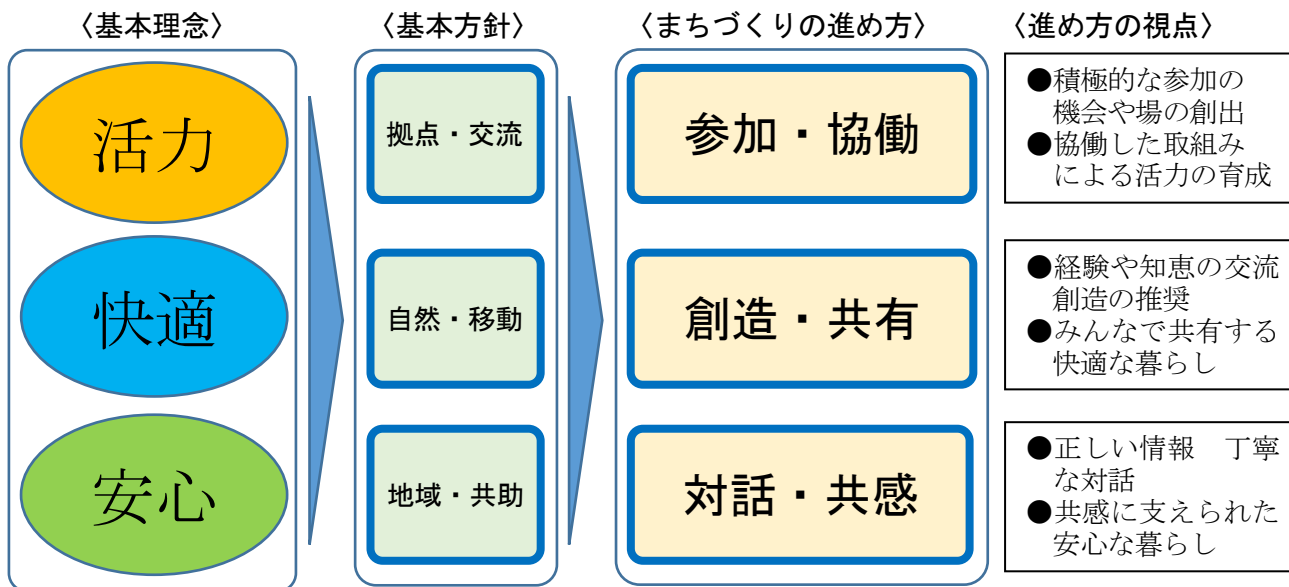 〈基本理念〉
〈基本方針〉
〈まちづくりの進め方〉
〈進め方の視点〉
活力
拠点・交流
参加・協働
●積極的な参加の
機会や場の創出
●協働した取組み
による活力の育成
快適
自然・移動
創造・共有
●経験や知恵の交流
創造の推奨
●みんなで共有する
快適な暮らし
安心
地域・共助
対話・共感
●正しい情報　丁寧
な対話
●共感に支えられた
安心な暮らし